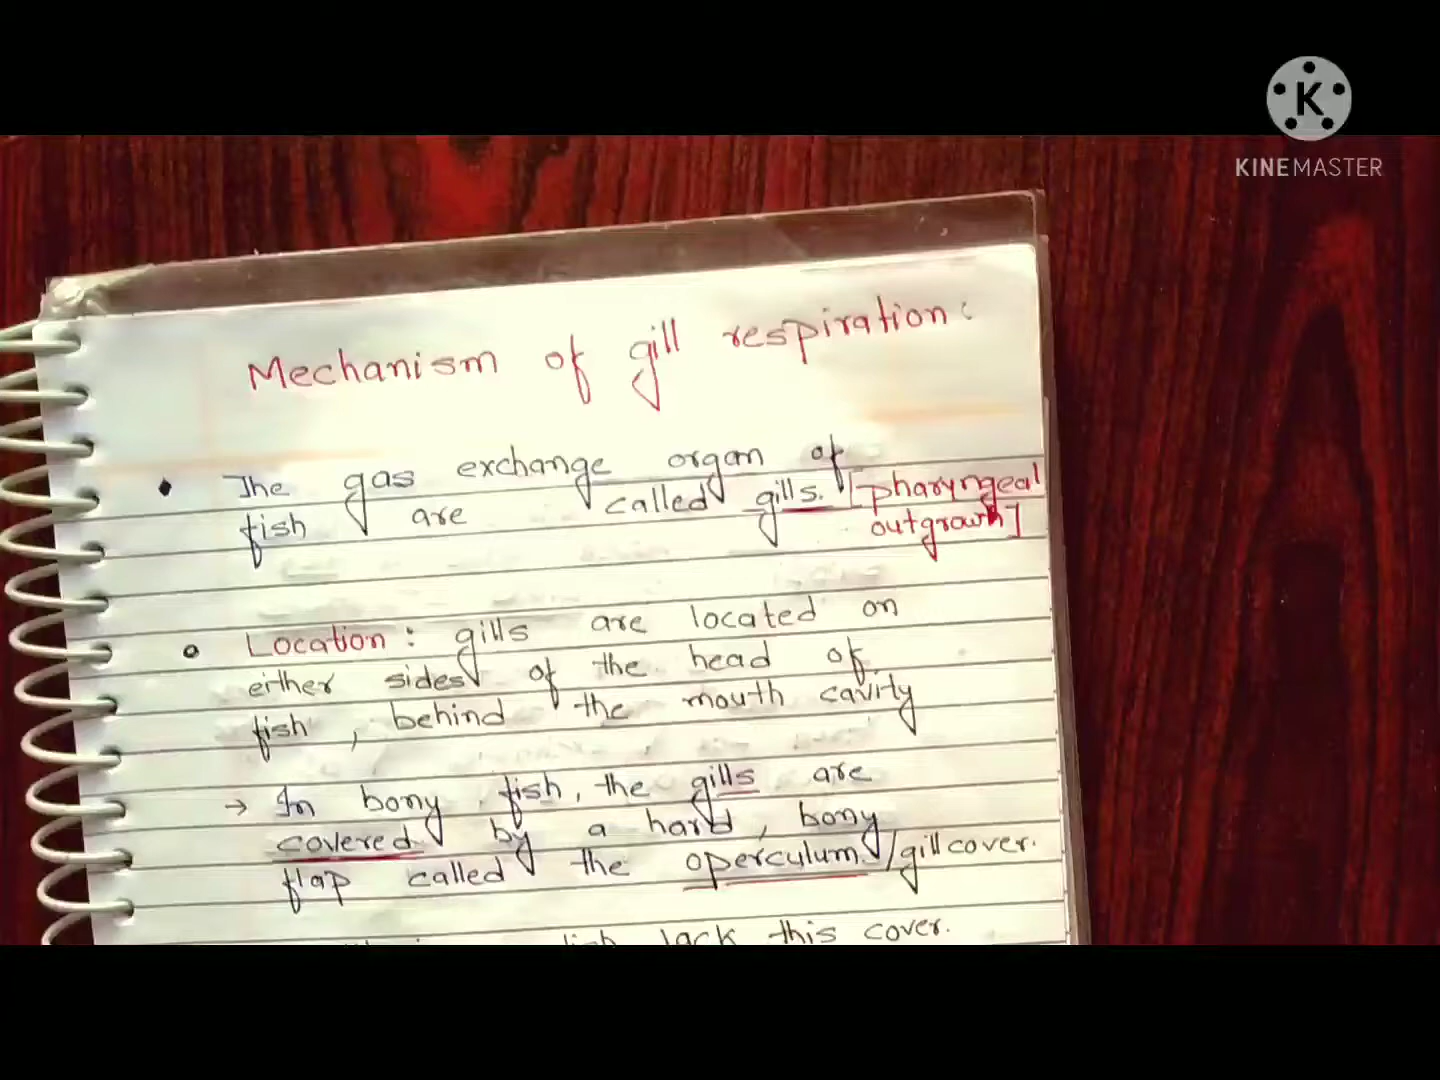 K
KINEMASTER
Mechanism of gill respiration:
The gas exchange organ of
fish are called gills. [pharyngeal
outgrowth]
Location: gills are located on
either sides of the head of
fish, behind the mouth cavity
→ In bony fish, the gills are
covered by a hard, bony
flap called the operculum/gill cover.
lack this cover.